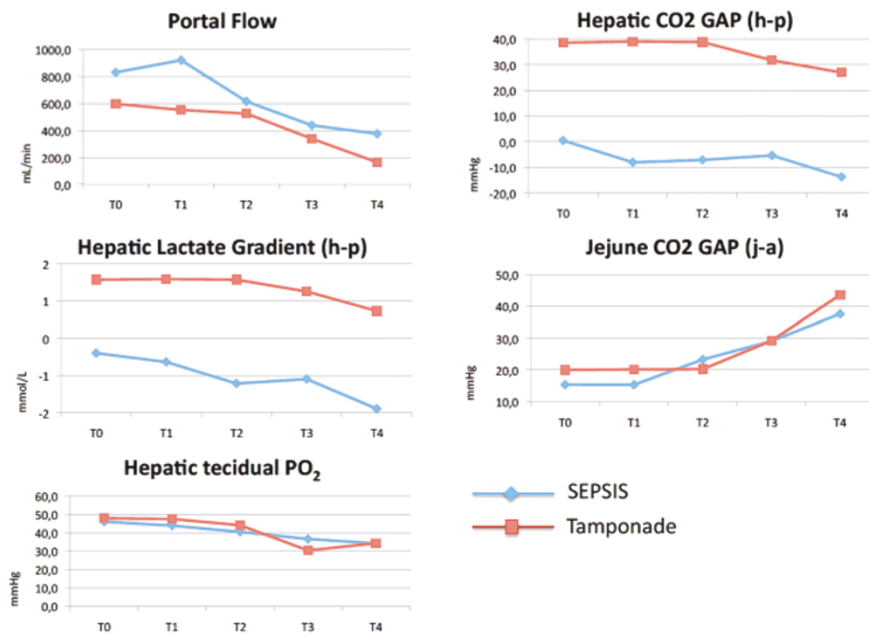 Portal Flow
1000,0
800,0
600,0
400,0
200,0
0,0
mL/min
T0 T1 T2 T3 T4
Hepatic CO2 GAP (h-p)
40,0
30,0
20,0
10,0
0,0
-10,0
-20,0
mmHg
T0 T1 T2 T3 T4
Hepatic Lactate Gradient (h-p)
2
1
0
-1
-2
mmol/L
T0 T1 T2 T3 T4
Jejune CO2 GAP (j-a)
50,0
40,0
30,0
20,0
10,0
mmHg
T0 T1 T2 T3 T4
Hepatic tecidual PO₂
60,0
50,0
40,0
30,0
20,0
10,0
0,0
mmHg
T0 T1 T2 T3 T4
SEPSIS
Tamponade